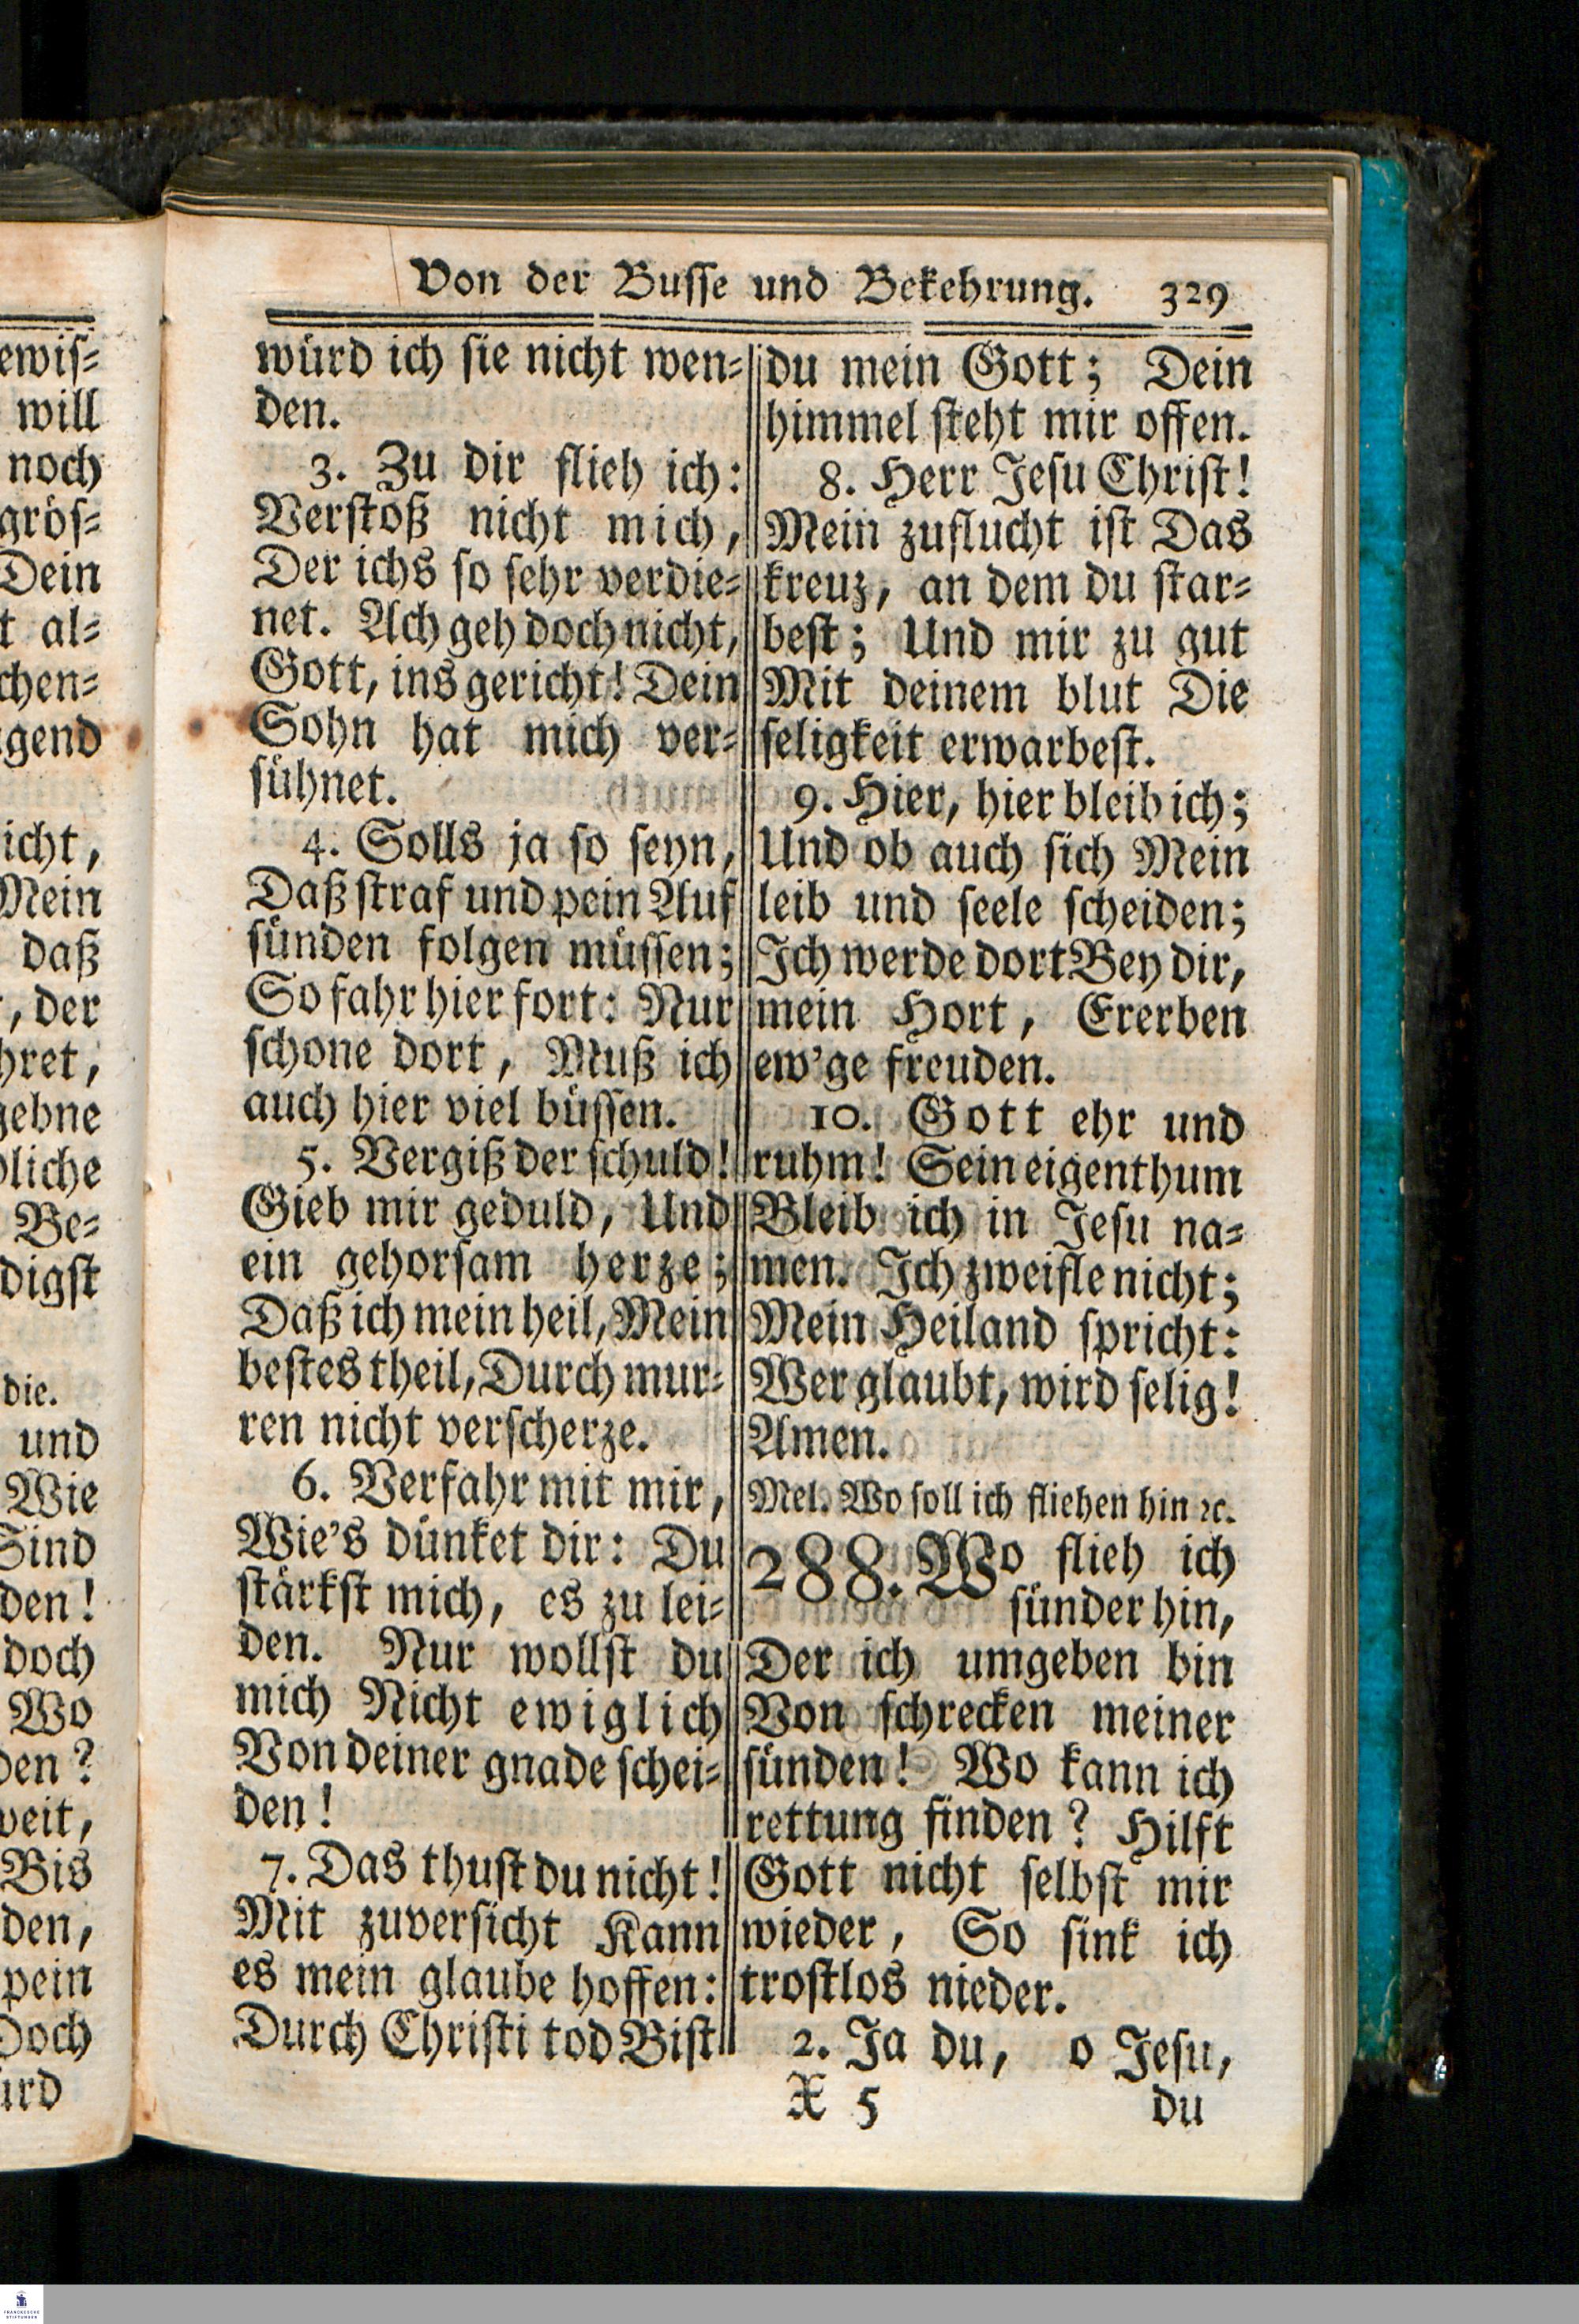 Von der Busse und Bekehrung. 329
würd ich sie nicht wen-
den.
3. Zu dir flieh ich:
Verstoß nicht mich,
Der ichs so sehr verdie-
net. Ach geh doch nicht,
Gott, ins gericht! Dein
Sohn hat mich ver-
sühnet.
4. Solls ja so seyn,
Daß straf und pein Auf
sünden folgen müssen;
So fahr hier fort: Nur
schone dort, Muß ich
auch hier viel büssen.
5. Vergiß der schuld!
Gieb mir geduld, Und
ein gehorsam herze;
Daß ich mein heil, Mein
bestes theil, Durch mur-
ren nicht verscherze.
6. Verfahr mit mir,
Wie's dünket dir: Du
stärkst mich, es zu lei-
den. Nur wollst du
mich Nicht ewiglich
Von deiner gnade schei-
den!
7. Das thust du nicht!
Mit zuversicht Kann
es mein glaube hoffen:
Durch Christi tod Bist
du mein Gott; Dein
himmel steht mir offen.
8. Herr Jesu Christ!
Mein zuflucht ist Das
kreuz, an dem du star-
best; Und mir zu gut
Mit deinem blut Die
seligkeit erwarbest.
9. Hier, hier bleib ich;
Und ob auch sich Mein
leib und seele scheiden;
Ich werde dort Bey dir,
mein Hort, Ererben
ew'ge freuden.
10. Gott ehr und
ruhm! Sein eigenthum
Bleib ich in Jesu na-
men. Ich zweifle nicht;
Mein Heiland spricht:
Wer glaubt, wird selig!
Amen.
Mel. Wo soll ich fliehen hin ꝛc.
288. Wo flieh ich
sünder hin,
Der ich umgeben bin
Von schrecken meiner
sünden! Wo kann ich
rettung finden? Hilft
Gott nicht selbst mir
wieder, So sink ich
trostlos nieder.
2. Ja du, o Jesu,
X 5 du